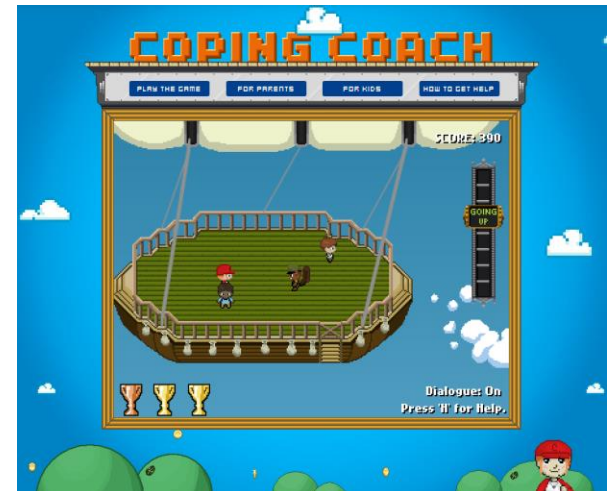 COPING COACH
PLAY THE GAME
FOR PARENTS
FOR KIDS
HOW TO GET HELP
SCORE: 390
GOING
UP
Dialogue: On
Press 'H' for Help.